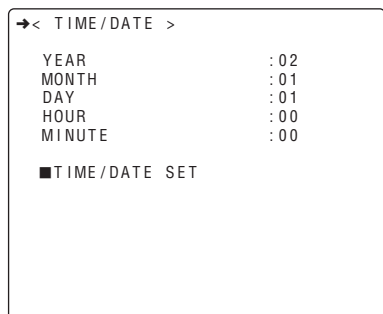 ➔< TIME/DATE >
YEAR :02
MONTH :01
DAY :01
HOUR :00
MINUTE :00
■TIME/DATE SET